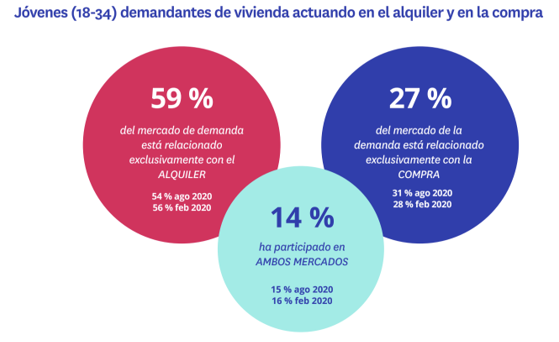 Jóvenes (18-34) demandantes de vivienda actuando en el alquiler y en la compra
59 %
del mercado de demanda
está relacionado
exclusivamente con el
ALQUILER
54 % ago 2020
56 % feb 2020
27 %
del mercado de la
demanda está relacionado
exclusivamente con la
COMPRA
31 % ago 2020
28 % feb 2020
14 %
ha participado en
AMBOS MERCADOS
15 % ago 2020
16 % feb 2020